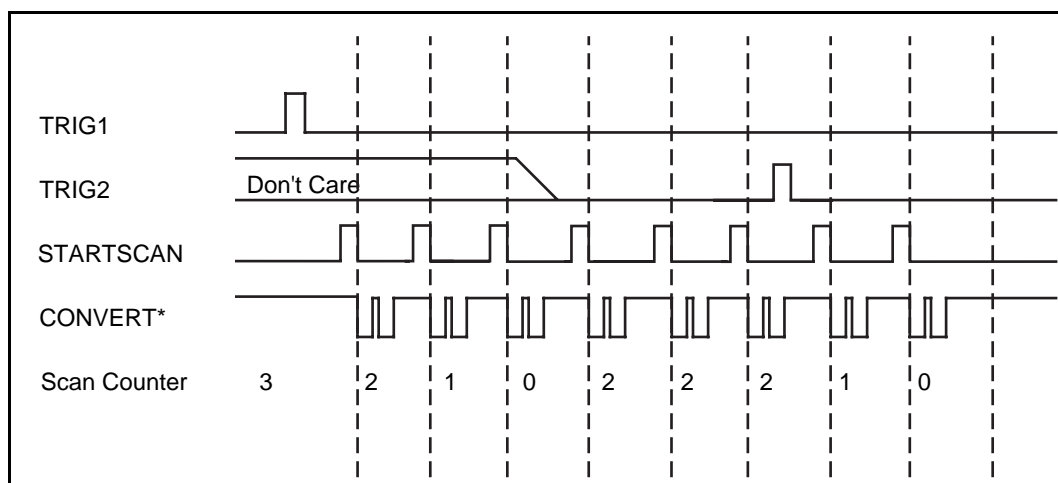 TRIG1
TRIG2 Don't Care
STARTSCAN
CONVERT*
Scan Counter 3 2 1 0 2 2 2 1 0